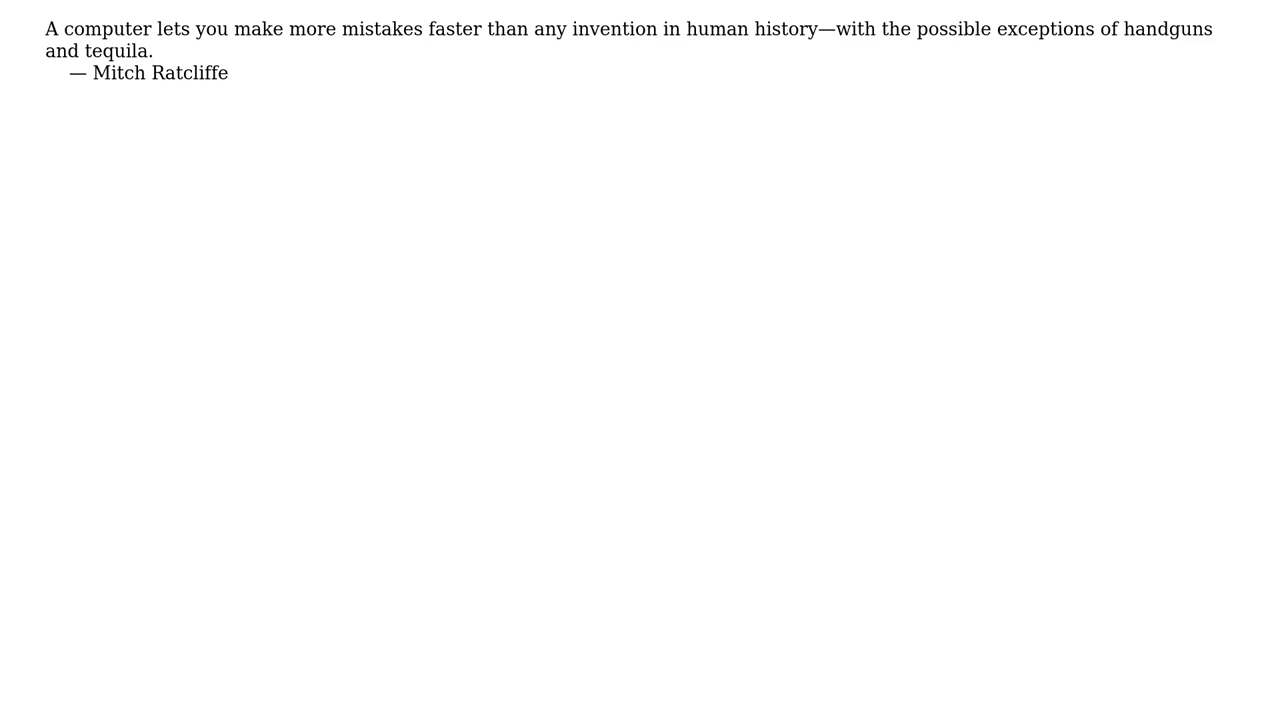 A computer lets you make more mistakes faster than any invention in human history—with the possible exceptions of handguns
and tequila.
— Mitch Ratcliffe